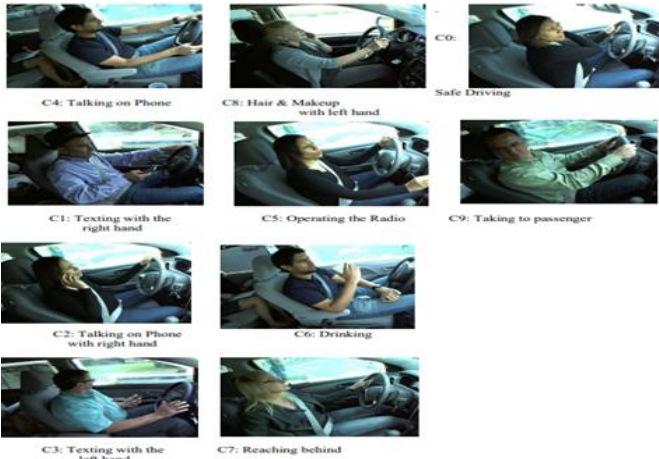 C0:
C4: Talking on Phone
C8: Hair & Makeup
with left hand
Safe Driving
C1: Texting with the
right hand
C5: Operating the Radio
C9: Taking to passenger
C2: Talking on Phone
with right hand
C6: Drinking
C3: Texting with the
left hand
C7: Reaching behind